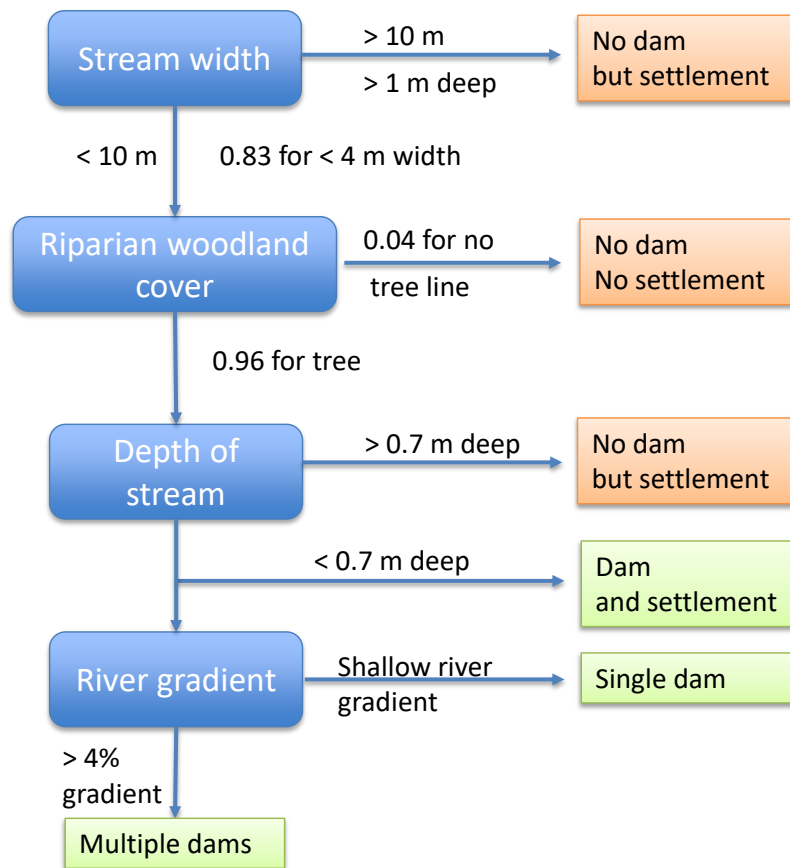 Stream width
> 10 m
> 1 m deep
No dam
but settlement
< 10 m
0.83 for < 4 m width
Riparian woodland
cover
0.04 for no
tree line
No dam
No settlement
0.96 for tree
Depth of
stream
> 0.7 m deep
No dam
but settlement
< 0.7 m deep
Dam
and settlement
River gradient
Shallow river
gradient
Single dam
> 4%
gradient
Multiple dams